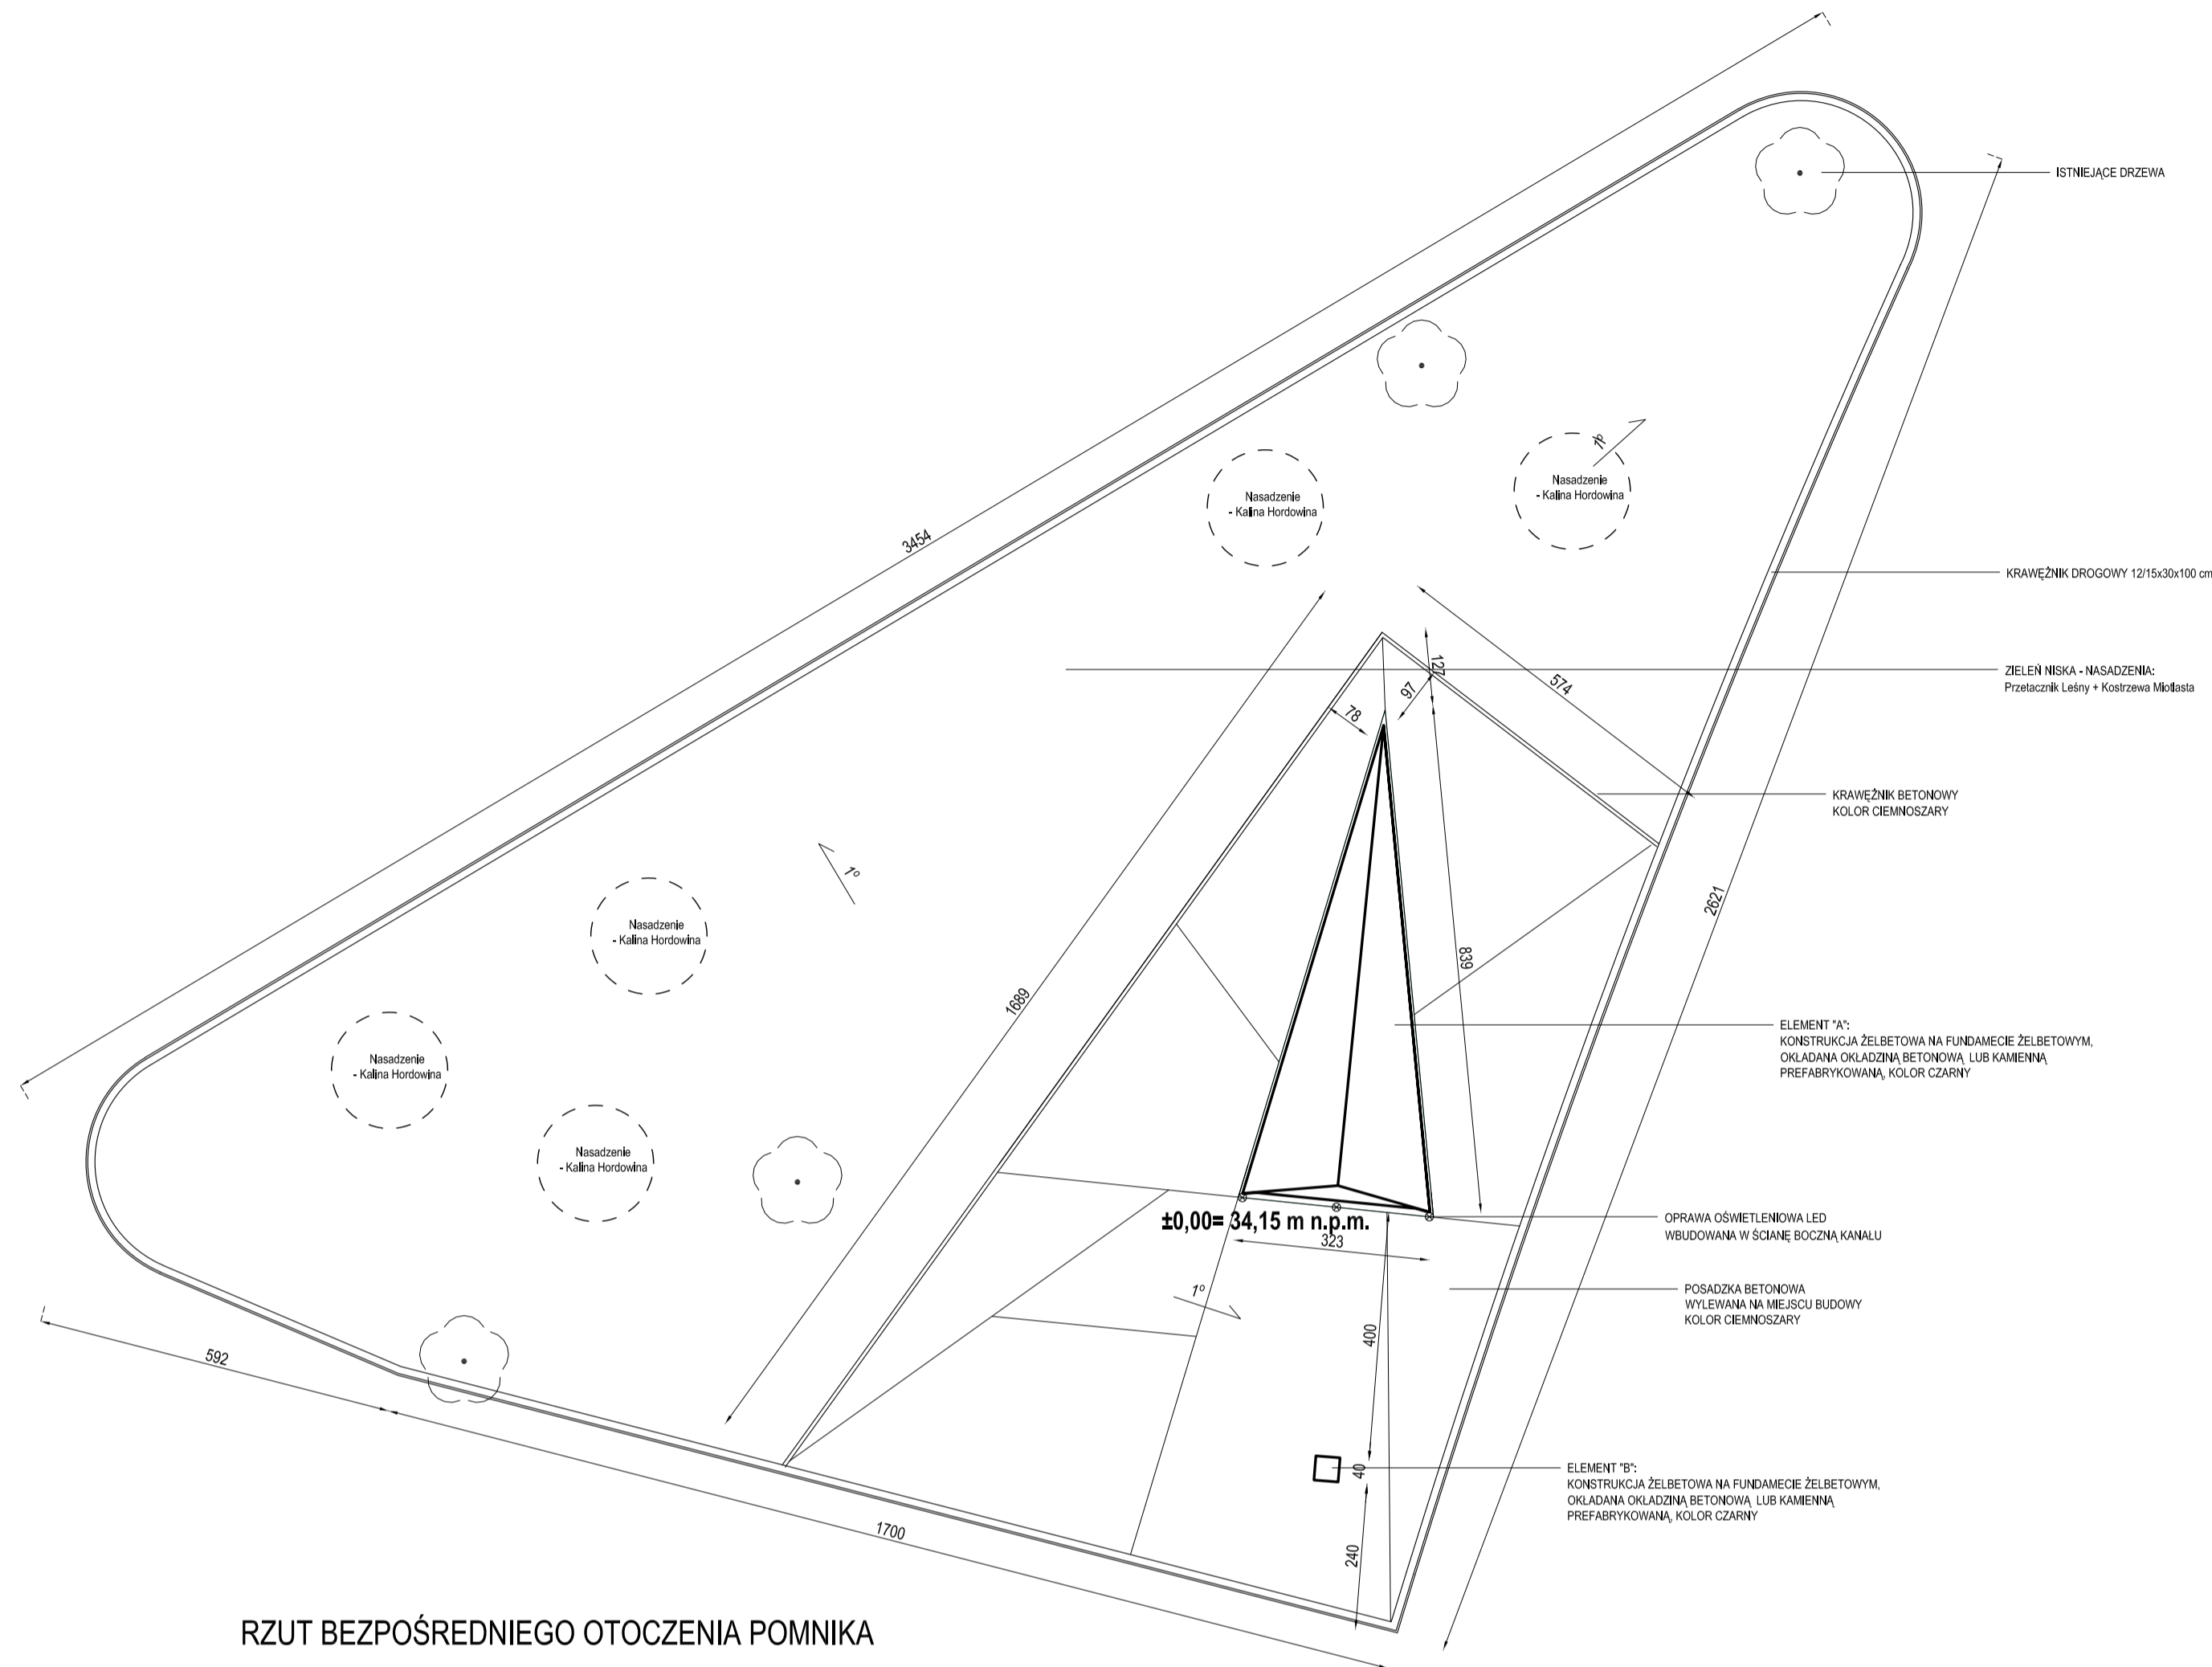 ISTNIEJĄCE DRZEWA
3454
Nasadzenie
- Kalina Hordowina
1º
Nasadzenie
- Kalina Hordowina
KRAWĘŻNIK DROGOWY 12/15x30x100 cm
127
97
78
574
ZIELEŃ NISKA - NASADZENIA:
Przetacznik Leśny + Kostrzewa Miotlasta
KRAWĘŻNIK BETONOWY
KOLOR CIEMNOSZARY
1º
Nasadzenie
- Kalina Hordowina
2621
839
1689
Nasadzenie
- Kalina Hordowina
ELEMENT "A":
KONSTRUKCJA ŻELBETOWA NA FUNDAMECIE ŻELBETOWYM,
OKŁADANA OKŁADZINĄ BETONOWĄ LUB KAMIENNĄ
PREFABRYKOWANĄ, KOLOR CZARNY
Nasadzenie
- Kalina Hordowina
±0,00= 34,15 m n.p.m.
323
OPRAWA OŚWIETLENIOWA LED
WBUDOWANA W ŚCIANĘ BOCZNĄ KANAŁU
1º
POSADZKA BETONOWA
WYLEWANA NA MIEJSCU BUDOWY
KOLOR CIEMNOSZARY
400
592
40
ELEMENT "B":
KONSTRUKCJA ŻELBETOWA NA FUNDAMECIE ŻELBETOWYM,
OKŁADANA OKŁADZINĄ BETONOWĄ LUB KAMIENNĄ
PREFABRYKOWANĄ, KOLOR CZARNY
1700
240
RZUT BEZPOŚREDNIEGO OTOCZENIA POMNIKA